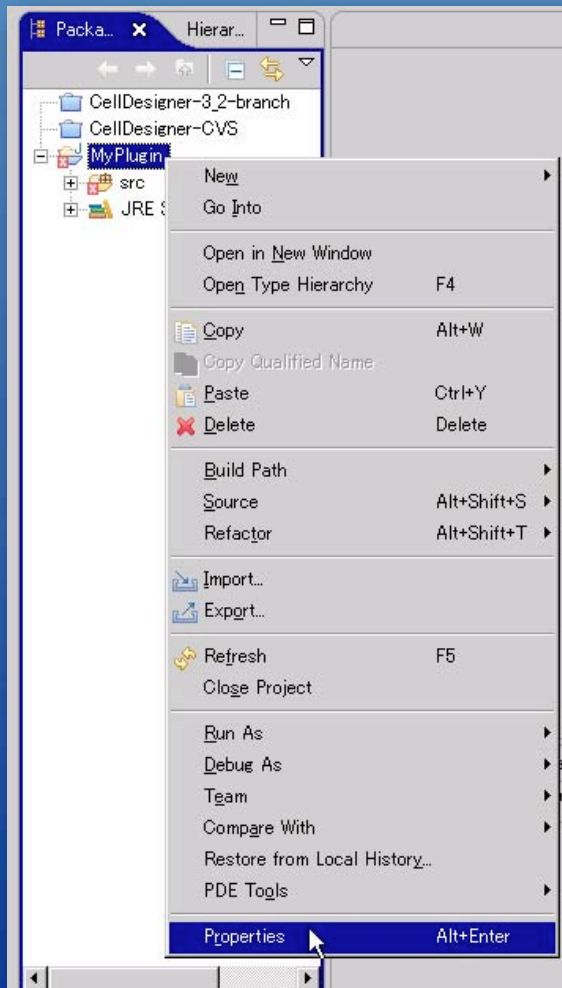 Packa... Hierar...
CellDesigner-3_2-branch
CellDesigner-CVS
MyPlugin
src
JRE S
New
Go Into
Open in New Window
Open Type Hierarchy F4
Copy Alt+W
Copy Qualified Name
Paste Ctrl+Y
Delete Delete
Build Path
Source Alt+Shift+S
Refactor Alt+Shift+T
Import...
Export...
Refresh F5
Close Project
Run As
Debug As
Team
Compare With
Restore from Local History...
PDE Tools
Properties Alt+Enter